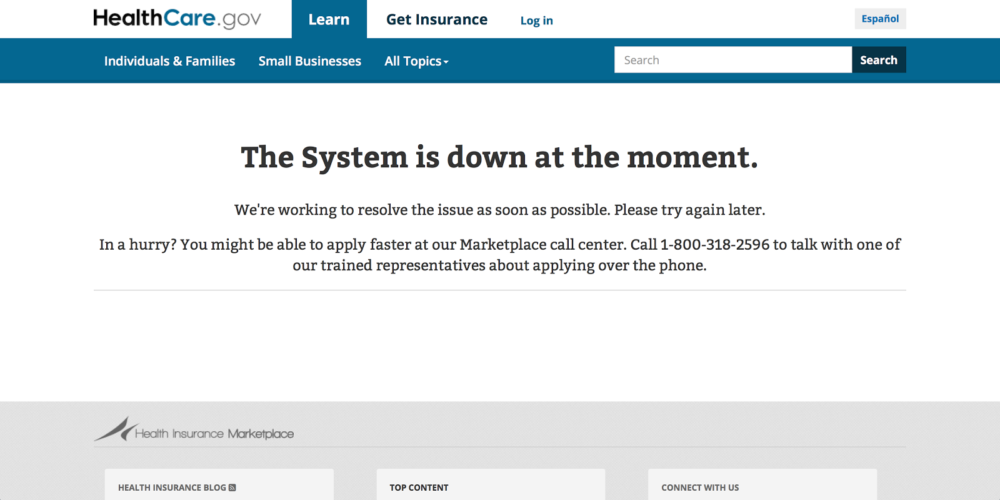 HealthCare.gov
Learn
Get Insurance
Log in
Español
Individuals & Families
Small Businesses
All Topics
Search
Search
The System is down at the moment.
We're working to resolve the issue as soon as possible. Please try again later.
In a hurry? You might be able to apply faster at our Marketplace call center. Call 1-800-318-2596 to talk with one of
our trained representatives about applying over the phone.
Health Insurance Marketplace
HEALTH INSURANCE BLOG
TOP CONTENT
CONNECT WITH US